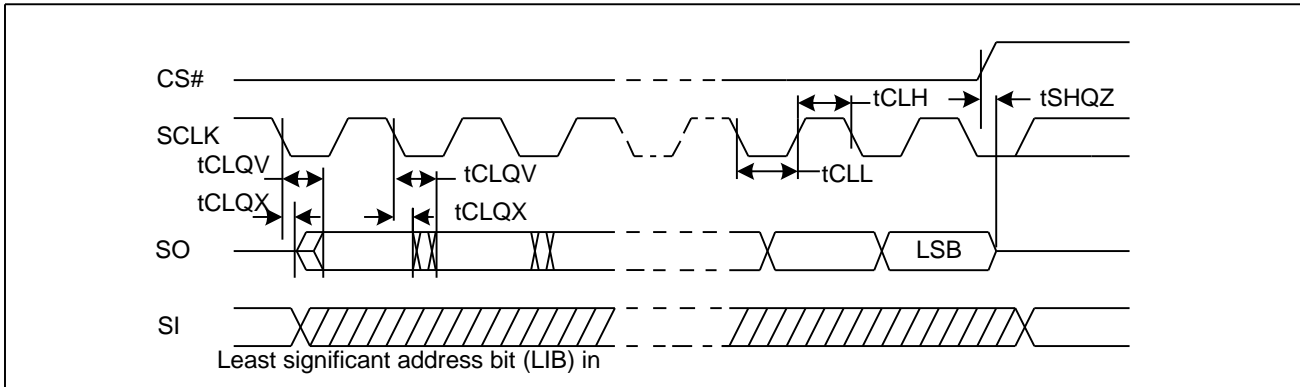 CS#
tCLH
tSHQZ
SCLK
tCLQV
tCLQV
tCLL
tCLQX
tCLQX
SO
LSB
SI
Least significant address bit (LIB) in